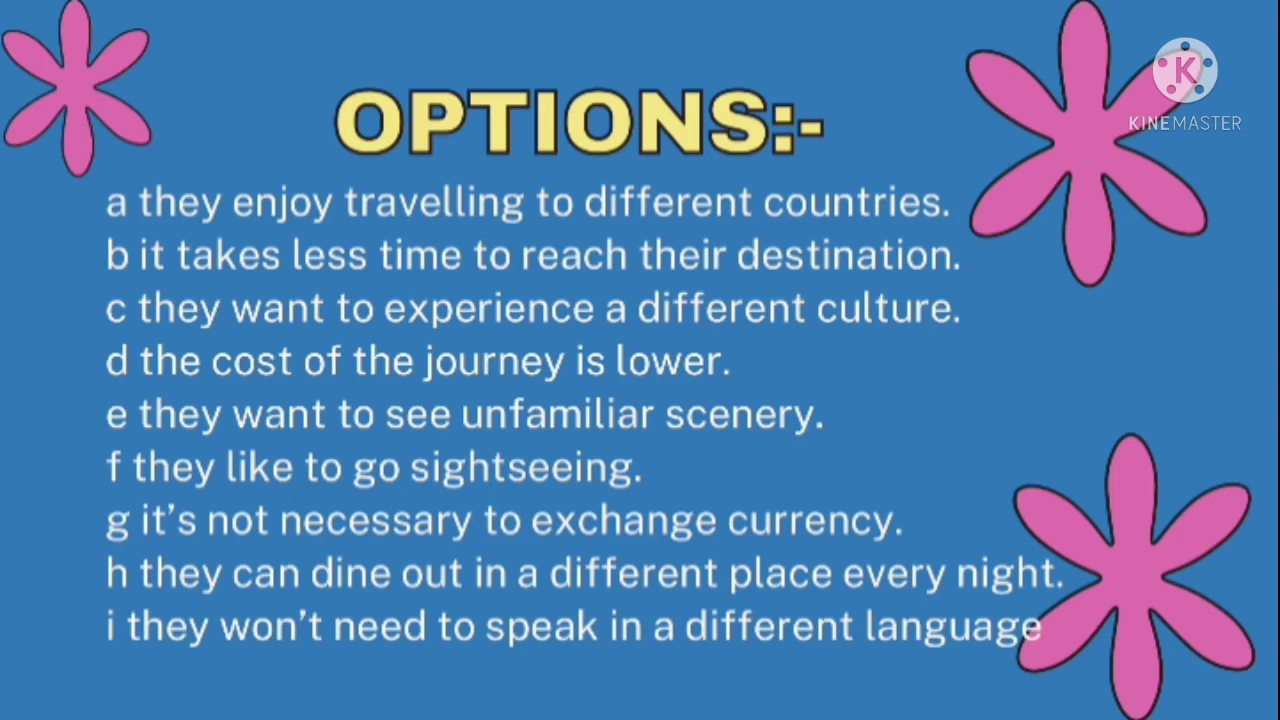 K
KINEMASTER
OPTIONS:-
a they enjoy travelling to different countries.
b it takes less time to reach their destination.
c they want to experience a different culture.
d the cost of the journey is lower.
e they want to see unfamiliar scenery.
f they like to go sightseeing.
g it’s not necessary to exchange currency.
h they can dine out in a different place every night.
i they won’t need to speak in a different language